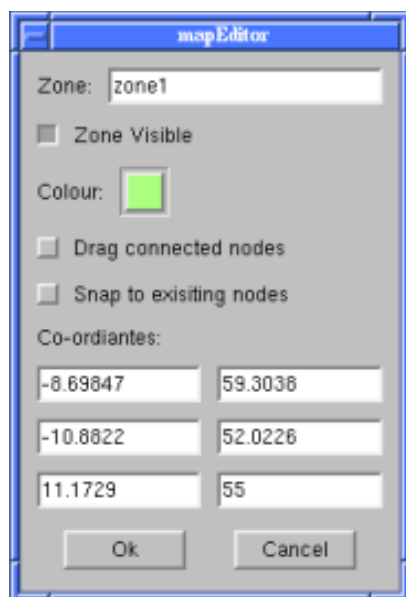 mapEditor
Zone: zone1
Zone Visible
Colour:
Drag connected nodes
Snap to exisiting nodes
Co-ordiantes:
-8.69847 59.3038
-10.8822 52.0226
11.1729 55
Ok Cancel